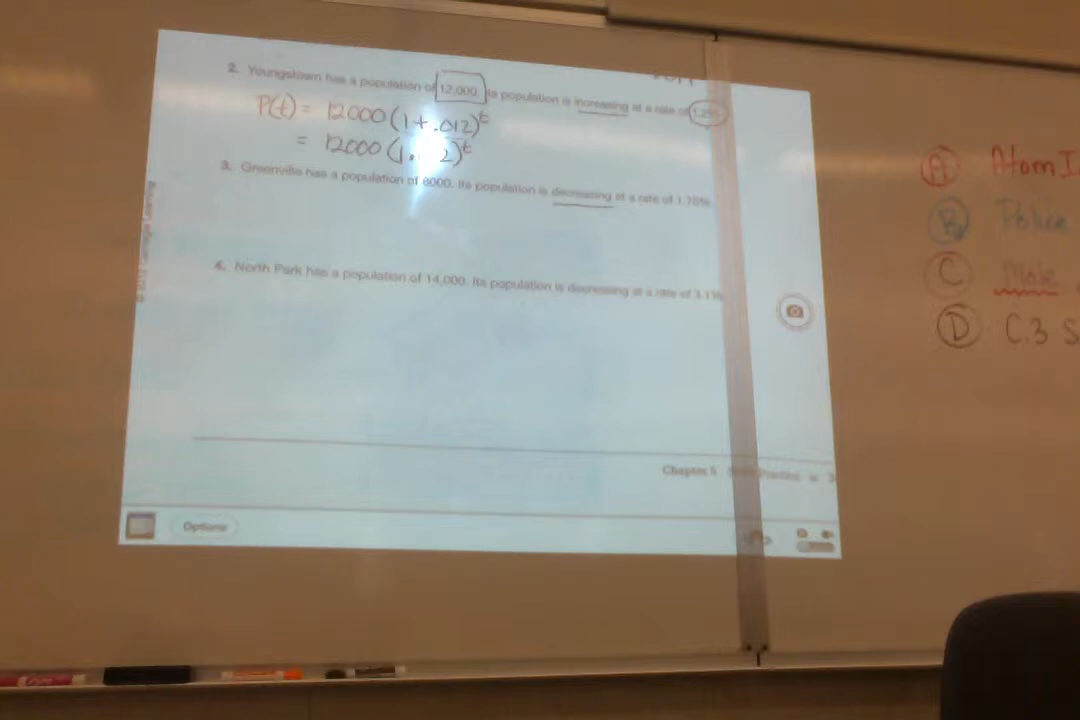 2. Youngstown has a population of 12,000. Its population is increasing at a rate of 1.2%
P(t) = 12000 (1+.012)^t
= 12000 (1. 2)^t
3. Greenville has a population of 8000. Its population is decreasing at a rate of 1.75%
4. North Park has a population of 14,000. Its population is decreasing at a rate of 3.1%
Chapter 5
Options
A Atom I
B Police
C Mole
D C.3 S